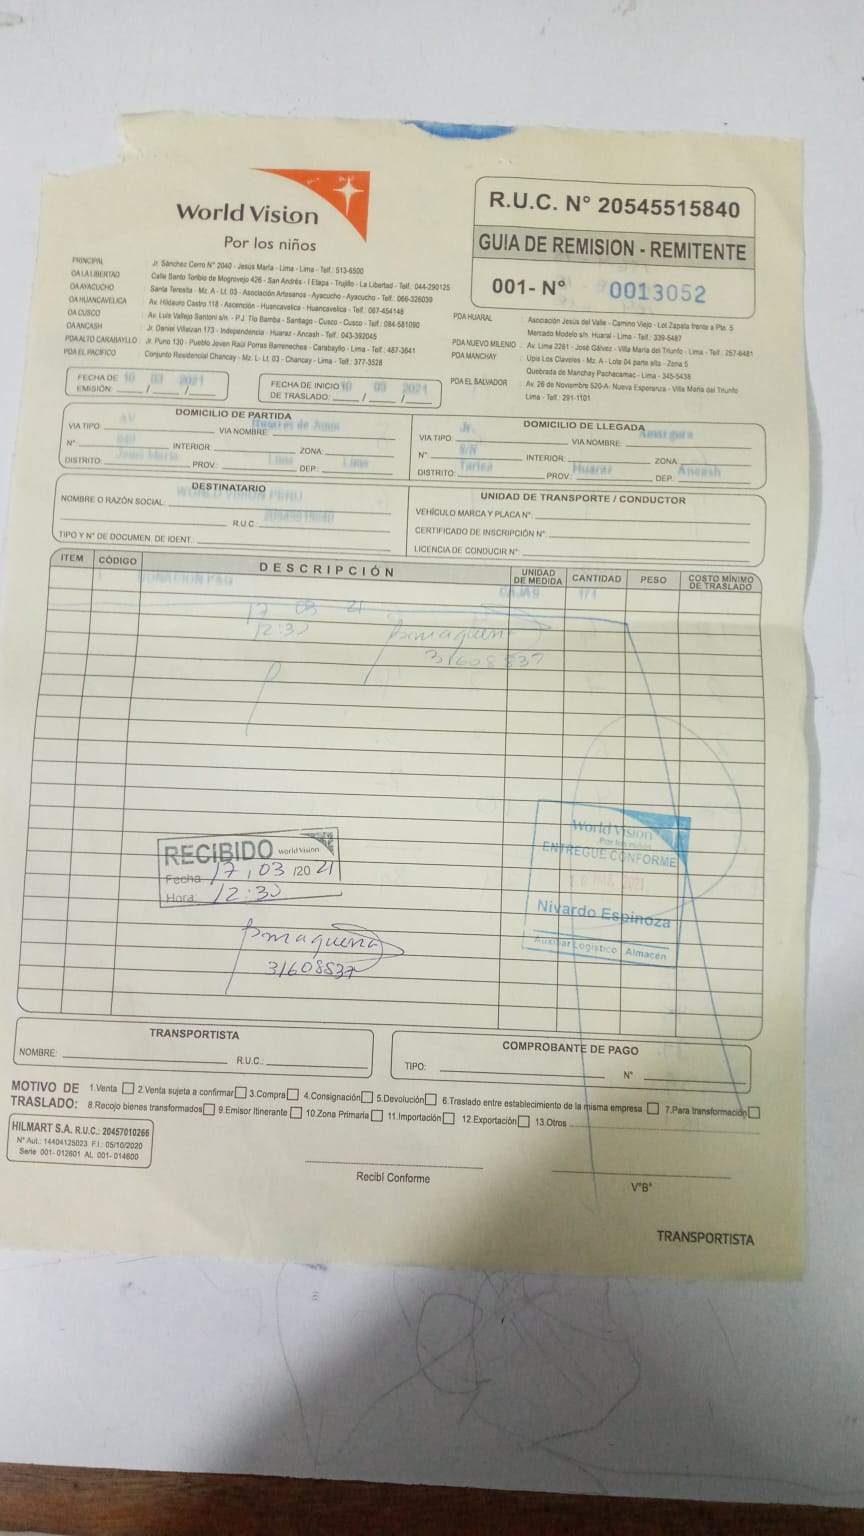 World Vision
Por los niños
R.U.C. N° 20545515840
GUIA DE REMISION - REMITENTE
001- N° 0013052
PRINCIPAL : Jr. Sánchez Cerro N° 2040 - Jesús María - Lima - Lima - Telf.: 513-6500
OA LA LIBERTAD : Calle Santo Toribio de Mogrovejo 426 - San Andrés - I Etapa - Trujillo - La Libertad - Telf. 044-290125
OA AYACUCHO : Santa Teresita - Mz. A - Lt. 03 - Asociación Artesanos - Ayacucho - Ayacucho - Telf. 066-326039
OA HUANCAVELICA : Av. Hildauro Castro 118 - Ascención - Huancavelica - Huancavelica - Telf. 067-454148
OA CUSCO : Av. Luis Vallejo Santoni s/n - P.J. Tío Bamba - Santiago - Cusco - Cusco - Telf. 084-581090
OA ANCASH : Jr. Daniel Villaizan 173 - Independencia - Huaraz - Ancash - Telf. 043-392045
PDA ALTO CARABAYLLO : Jr. Puno 130 - Pueblo Joven Raúl Porras Barrenechea - Carabayllo - Lima - Telf.: 487-3641
PDA EL PACÍFICO : Conjunto Residencial Chancay - Mz. L- Lt. 03 - Chancay - Lima - Telf.: 377-3528
PDA HUARAL : Asociación Jesús del Valle - Camino Viejo - Lot. Zapata frente a Pta. 5
Mercado Modelo s/n Huaral - Lima - Telf.: 339-5487
PDA NUEVO MILENIO : Av. Lima 2281 - José Gálvez - Villa María del Triunfo - Lima - Telf. 257-6481
PDA MANCHAY : Upis Los Claveles - Mz. A - Lote 04 parte alta - Zona 5
Quebrada de Manchay Pachacamac - Lima - 345-5438
PDA EL SALVADOR : Av. 26 de Noviembre 520-A- Nueva Esperanza - Villa María del Triunfo
Lima - Telf.: 291-1101
FECHA DE EMISIÓN: 10 / 03 / 2021
FECHA DE INICIO DE TRASLADO: 10 / 03 / 2021
DOMICILIO DE PARTIDA
VIA TIPO: AV VIA NOMBRE: Husares de Junin
N° INTERIOR: ZONA:
DISTRITO: Jesus Maria PROV.: Lima DEP.: Lima
DOMICILIO DE LLEGADA
VIA TIPO: Jr. VIA NOMBRE: Amargura
N°: S/N INTERIOR: ZONA:
DISTRITO: Tarica PROV.: Huaraz DEP.: Ancash
DESTINATARIO
NOMBRE O RAZÓN SOCIAL: WORLD VISION PERU
R.U.C.: 20545515840
TIPO Y N° DE DOCUMEN. DE IDENT.:
UNIDAD DE TRANSPORTE / CONDUCTOR
VEHÍCULO MARCA Y PLACA N°:
CERTIFICADO DE INSCRIPCIÓN N°:
LICENCIA DE CONDUCIR N°:
ITEM CÓDIGO DESCRIPCIÓN UNIDAD DE MEDIDA CANTIDAD PESO COSTO MÍNIMO DE TRASLADO
1 DONACION CAJAS 171
17 03 21
12:30
31608537
RECIBIDO World Vision
Fecha: 17, 03 /20 21
Hora: 12:30
31608537
World Vision
Por los niños
ENTREGUE CONFORME
2021
Nivardo Espinoza
Auxiliar Logístico Almacén
TRANSPORTISTA
NOMBRE: R.U.C.:
COMPROBANTE DE PAGO
TIPO: N°
MOTIVO DE TRASLADO: 1.Venta 2.Venta sujeta a confirmar 3.Compra 4.Consignación 5.Devolución 6.Traslado entre establecimiento de la misma empresa 7.Para transformación
8.Recojo bienes transformados 9.Emisor Itinerante 10.Zona Primaria 11.Importación 12.Exportación 13.Otros
HILMART S.A. R.U.C.: 20457010266
N° Aut.: 14404125023 F.I.: 05/10/2020
Serie 001- 012601 AL 001- 014600
Recibí Conforme
V°B°
TRANSPORTISTA